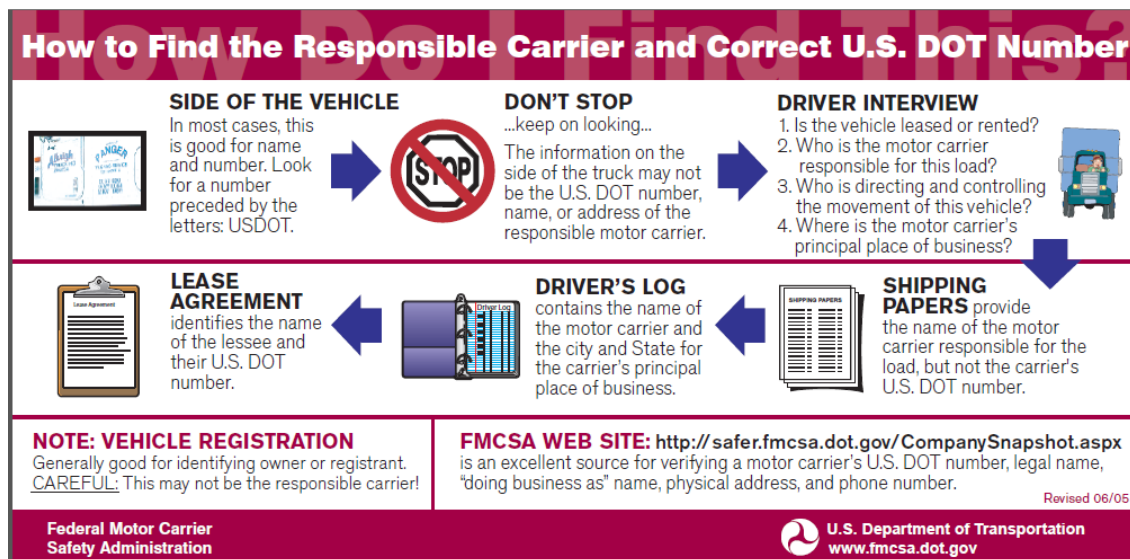 How to Find the Responsible Carrier and Correct U.S. DOT Number
How Do I Find This?
SIDE OF THE VEHICLE
In most cases, this
is good for name
and number. Look
for a number
preceded by the
letters: USDOT.
STOP
DON'T STOP
...keep on looking...
The information on the
side of the truck may not
be the U.S. DOT number,
name, or address of the
responsible motor carrier.
DRIVER INTERVIEW
1. Is the vehicle leased or rented?
2. Who is the motor carrier
responsible for this load?
3. Who is directing and controlling
the movement of this vehicle?
4. Where is the motor carrier's
principal place of business?
Lease Agreement
LEASE
AGREEMENT
identifies the name
of the lessee and
their U.S. DOT
number.
Driver Log
DRIVER'S LOG
contains the name of
the motor carrier and
the city and State for
the carrier's principal
place of business.
SHIPPING PAPERS
SHIPPING
PAPERS provide
the name of the motor
carrier responsible for the
load, but not the carrier's
U.S. DOT number.
NOTE: VEHICLE REGISTRATION
Generally good for identifying owner or registrant.
CAREFUL: This may not be the responsible carrier!
FMCSA WEB SITE: http://safer.fmcsa.dot.gov/CompanySnapshot.aspx
is an excellent source for verifying a motor carrier's U.S. DOT number, legal name,
"doing business as" name, physical address, and phone number.
Revised 06/05
Federal Motor Carrier
Safety Administration
U.S. Department of Transportation
www.fmcsa.dot.gov